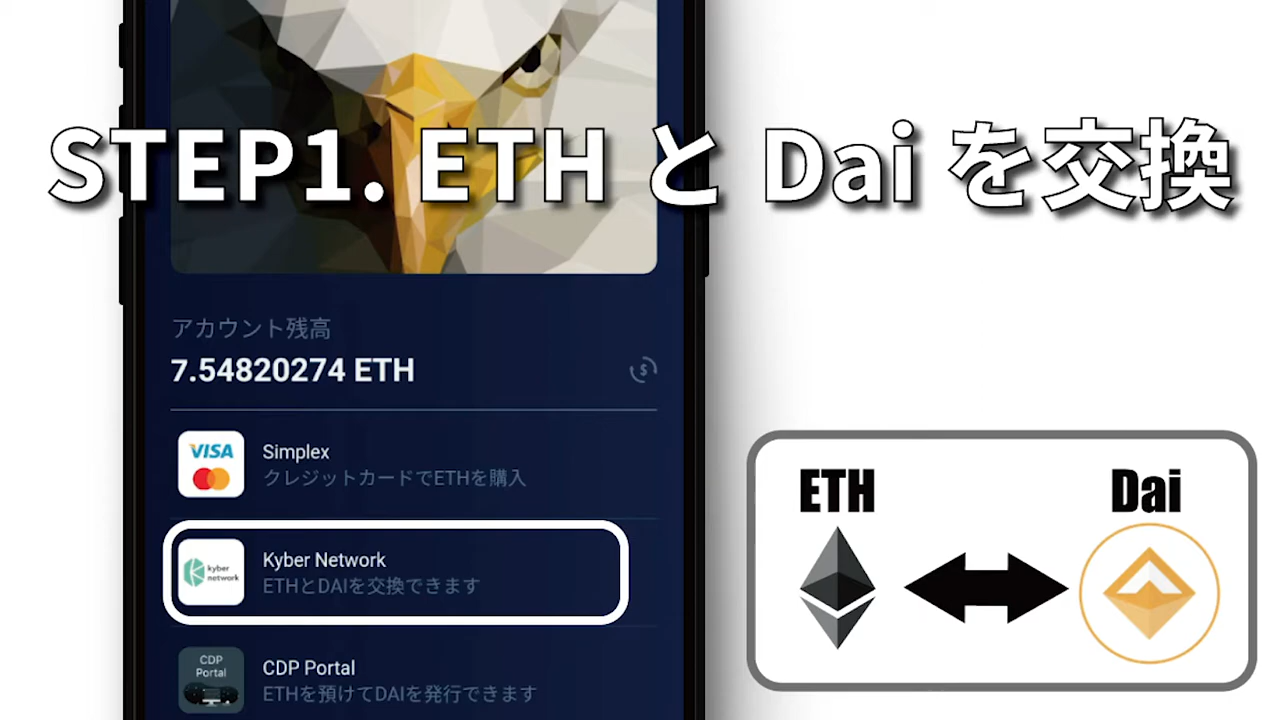 STEP1. ETH と Dai を交換
アカウント残高
7.54820274 ETH
$
VISA
Simplex
クレジットカードでETHを購入
kyber
network
Kyber Network
ETHとDAIを交換できます
CDP
Portal
CDP Portal
ETHを預けてDAIを発行できます
ETH
Dai